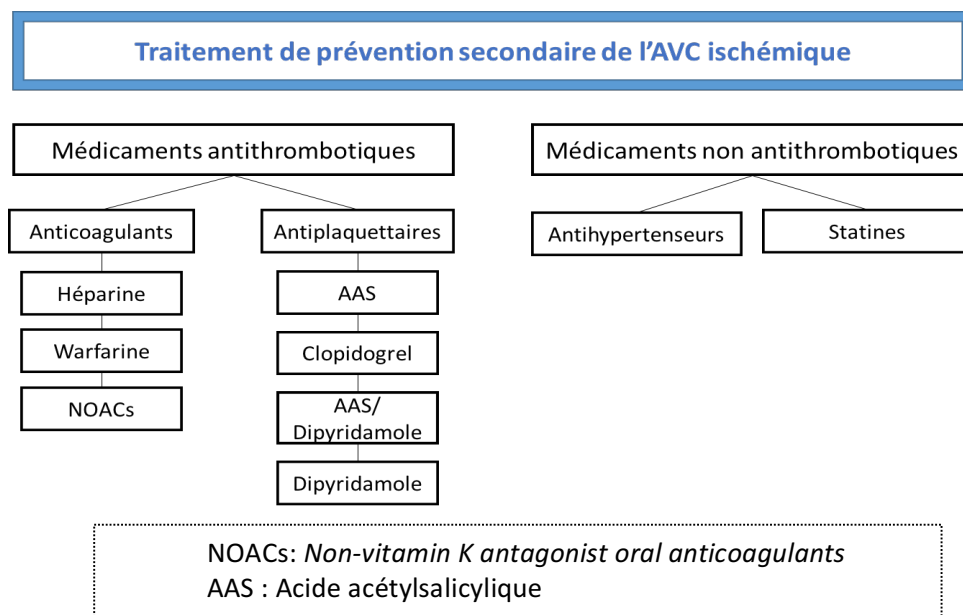 Traitement de prévention secondaire de l'AVC ischémique
Médicaments antithrombotiques
Médicaments non antithrombotiques
Anticoagulants
Antiplaquettaires
Antihypertenseurs
Statines
Héparine
AAS
Warfarine
Clopidogrel
NOACs
AAS/
Dipyridamole
Dipyridamole
NOACs: Non-vitamin K antagonist oral anticoagulants
AAS : Acide acétylsalicylique